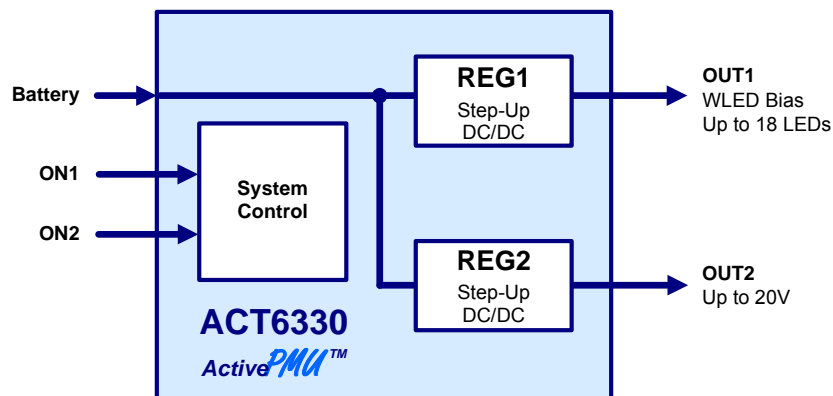 Battery
ON1
ON2
System
Control
REG1
Step-Up
DC/DC
OUT1
WLED Bias
Up to 18 LEDs
REG2
Step-Up
DC/DC
OUT2
Up to 20V
ACT6330
ActivePMU™